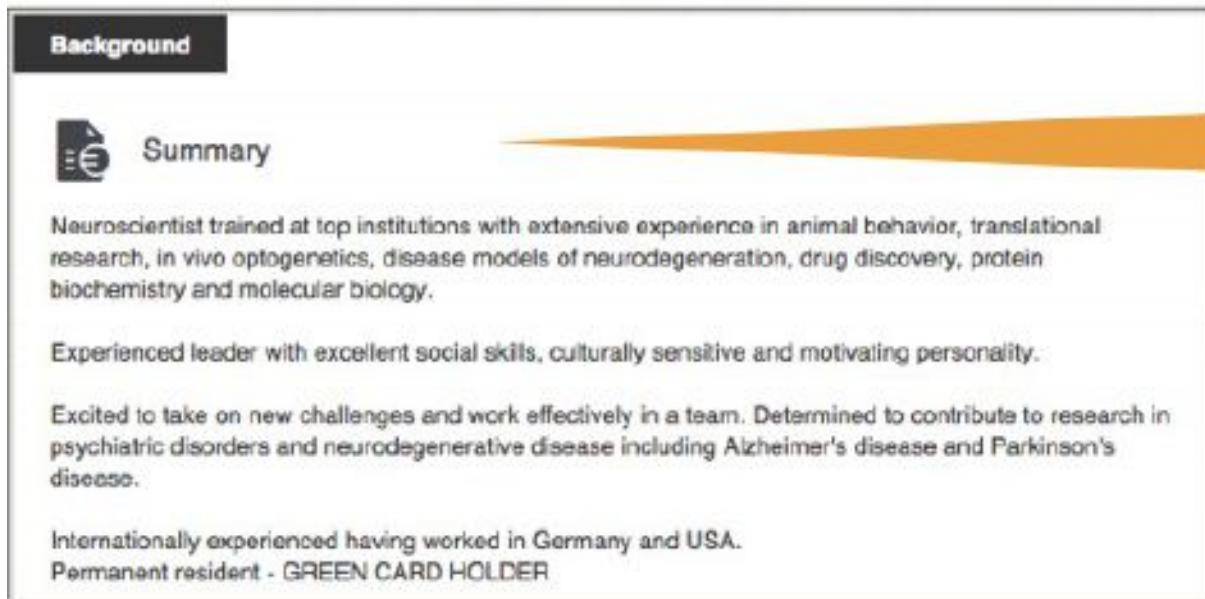 Background
Summary
Neuroscientist trained at top institutions with extensive experience in animal behavior, translational
research, in vivo optogenetics, disease models of neurodegeneration, drug discovery, protein
biochemistry and molecular biology.
Experienced leader with excellent social skills, culturally sensitive and motivating personality.
Excited to take on new challenges and work effectively in a team. Determined to contribute to research in
psychiatric disorders and neurodegenerative disease including Alzheimer's disease and Parkinson's
disease.
Internationally experienced having worked in Germany and USA.
Permanent resident - GREEN CARD HOLDER